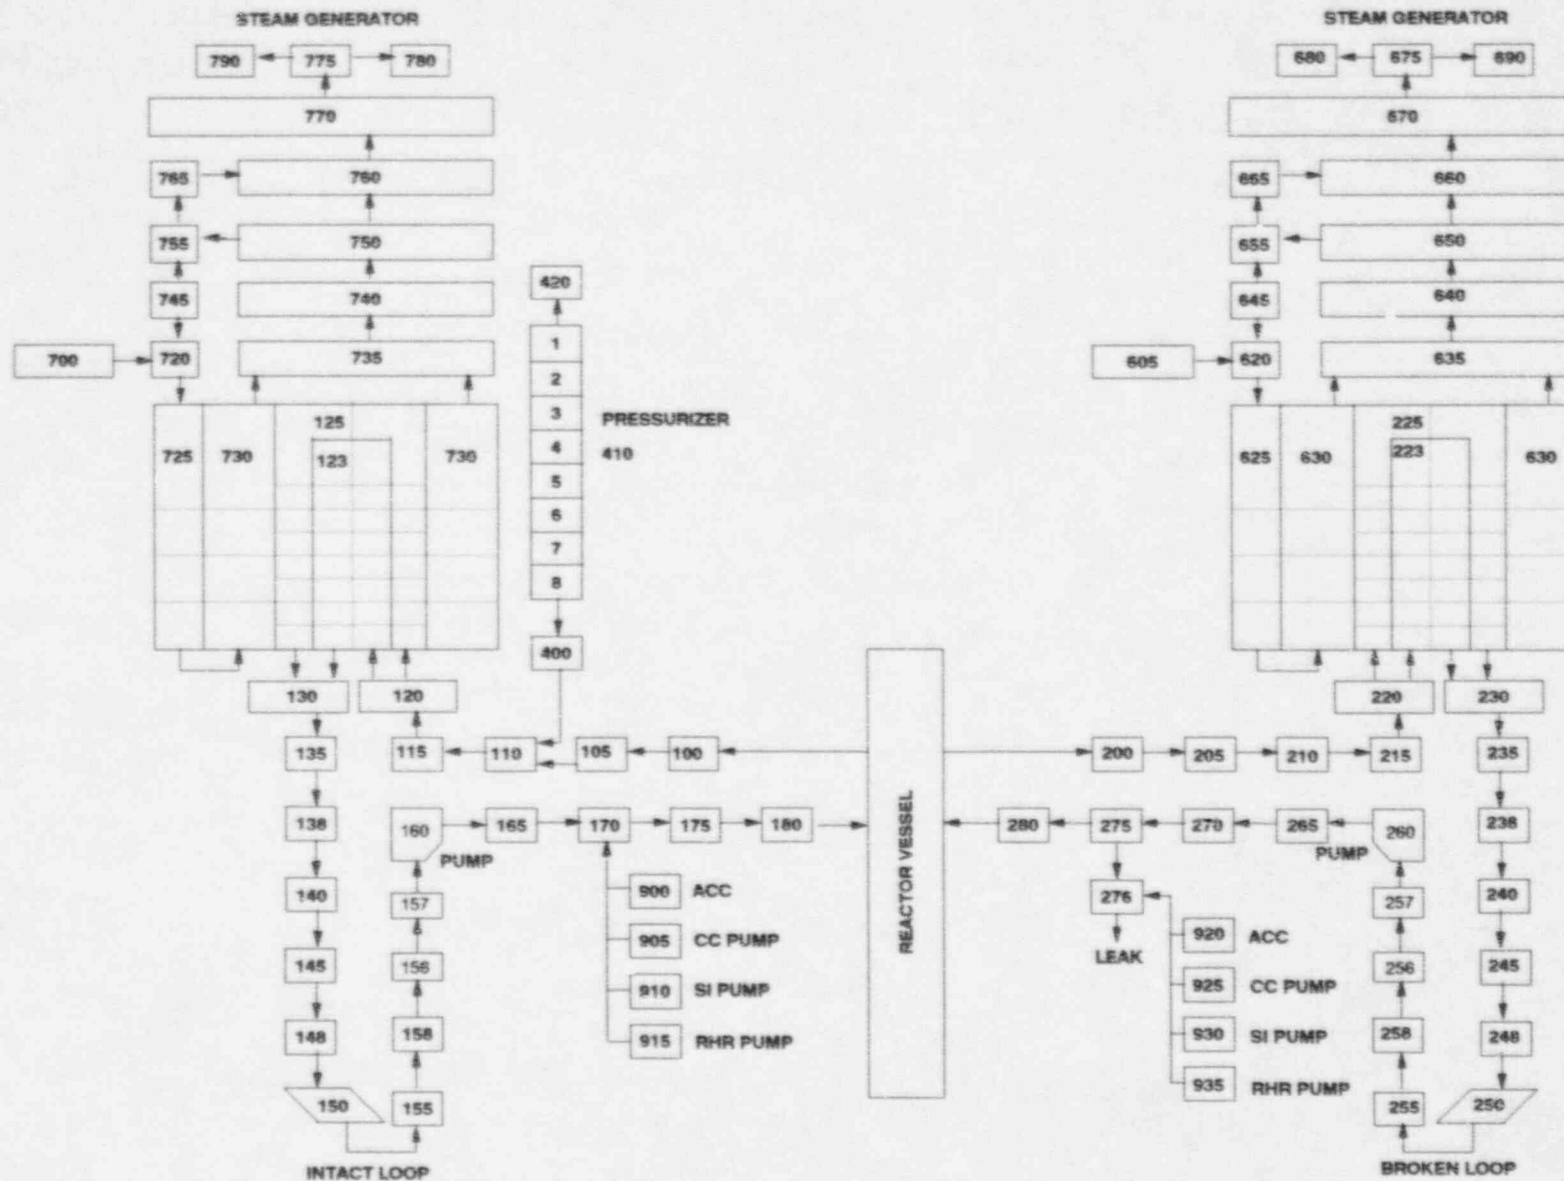 STEAM GENERATOR
790 775 780
770
765 760
755 750
745 740
700 720 735
125
725 730 123 730
130 120
135 115 110 105 100
138 160 165 170 175 180
PUMP
140 157 900 ACC
905 CC PUMP
145 156 910 SI PUMP
148 158 915 RHR PUMP
150 155
INTACT LOOP
420
1
2
3
4
5
6
7
8
PRESSURIZER
410
400
REACTOR VESSEL
STEAM GENERATOR
680 675 690
670
665 660
655 650
645 640
605 620 635
225
625 630 223 630
220 230
200 205 210 215 235
280 275 270 265 260 238
PUMP
276 257 240
LEAK
920 ACC
925 CC PUMP 256 245
930 SI PUMP 258 248
935 RHR PUMP
255 250
BROKEN LOOP